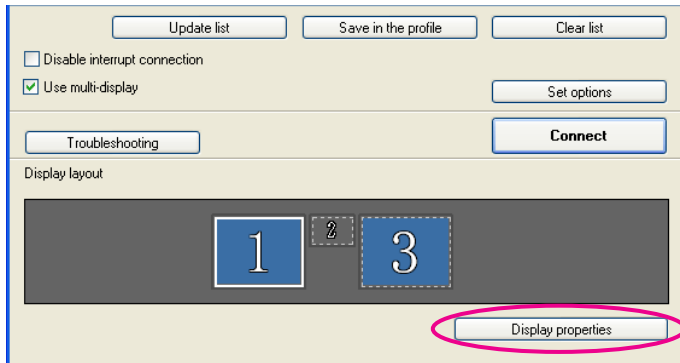 Update list Save in the profile Clear list
Disable interrupt connection
Use multi-display
Set options
Troubleshooting Connect
Display layout
1 2 3
Display properties